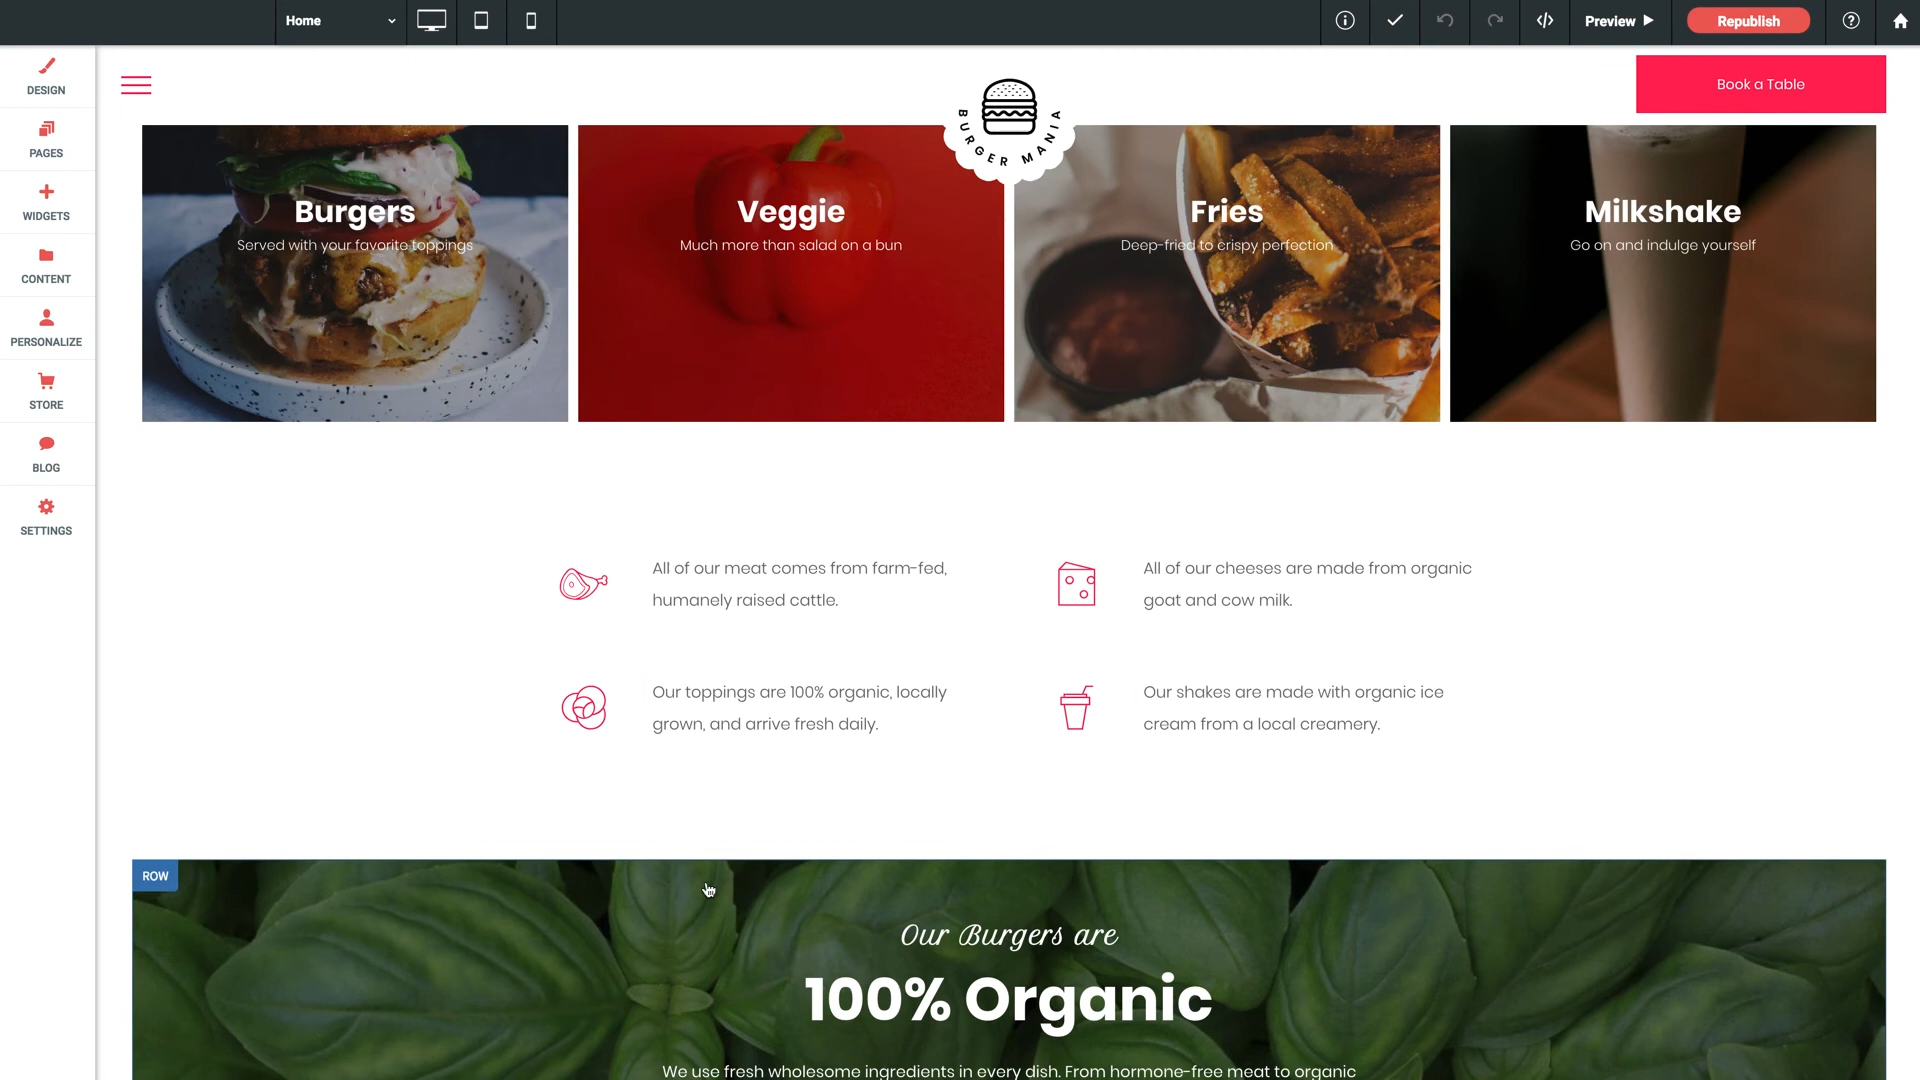 Home
Preview
Republish
DESIGN
PAGES
WIDGETS
CONTENT
PERSONALIZE
STORE
BLOG
SETTINGS
Book a Table
BURGER MANIA
Burgers
Served with your favorite toppings
Veggie
Much more than salad on a bun
Fries
Deep-fried to crispy perfection
Milkshake
Go on and indulge yourself
All of our meat comes from farm-fed,
humanely raised cattle.
All of our cheeses are made from organic
goat and cow milk.
Our toppings are 100% organic, locally
grown, and arrive fresh daily.
Our shakes are made with organic ice
cream from a local creamery.
ROW
Our Burgers are
100% Organic
We use fresh wholesome ingredients in every dish. From hormone-free meat to organic